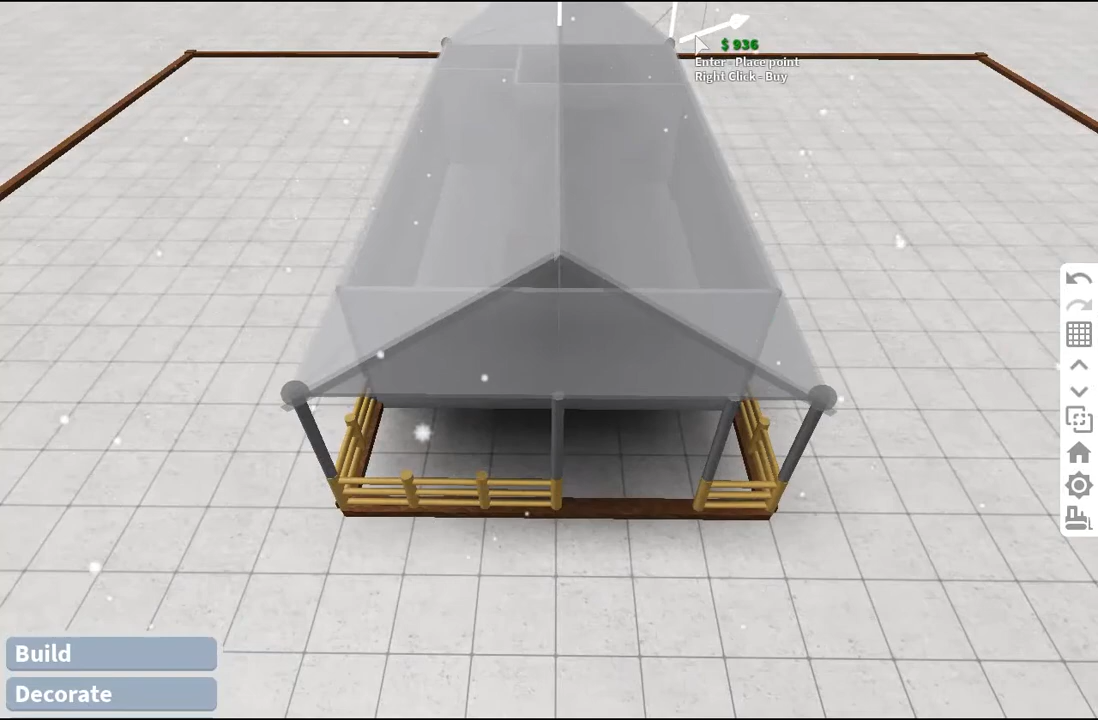 $ 936
Enter - Place point
Right Click - Buy
Build
Decorate